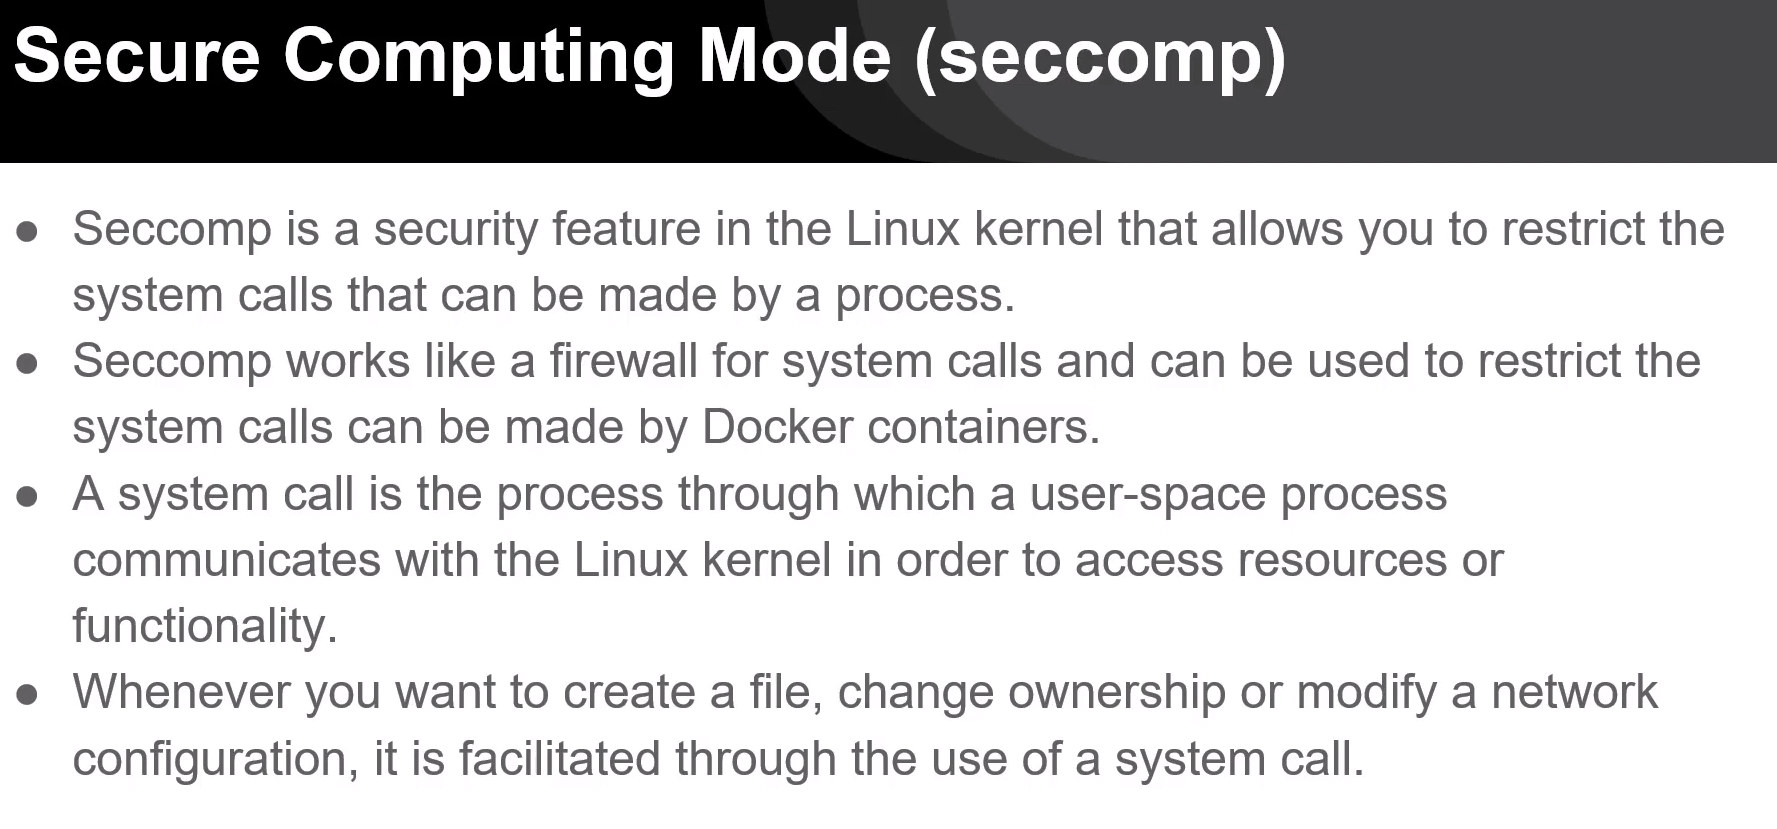 Secure Computing Mode (seccomp)
● Seccomp is a security feature in the Linux kernel that allows you to restrict the
system calls that can be made by a process.
● Seccomp works like a firewall for system calls and can be used to restrict the
system calls can be made by Docker containers.
● A system call is the process through which a user-space process
communicates with the Linux kernel in order to access resources or
functionality.
● Whenever you want to create a file, change ownership or modify a network
configuration, it is facilitated through the use of a system call.